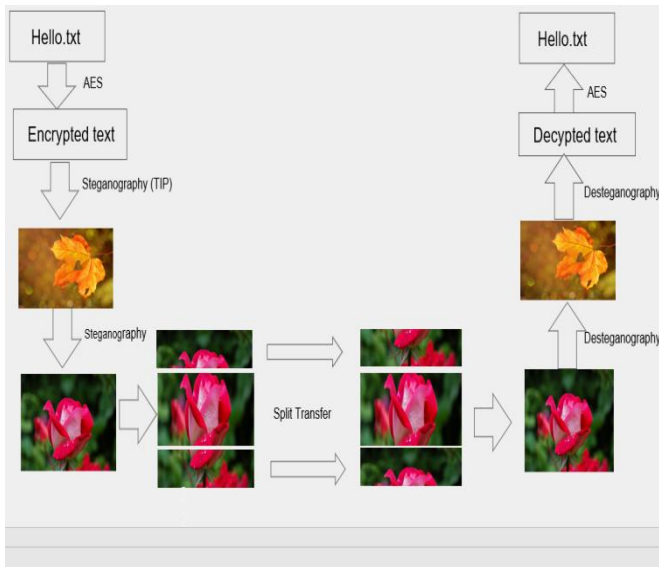 Hello.txt
AES
Encrypted text
Steganography (TIP)
Steganography
Split Transfer
Hello.txt
AES
Decypted text
Desteganography
Desteganography